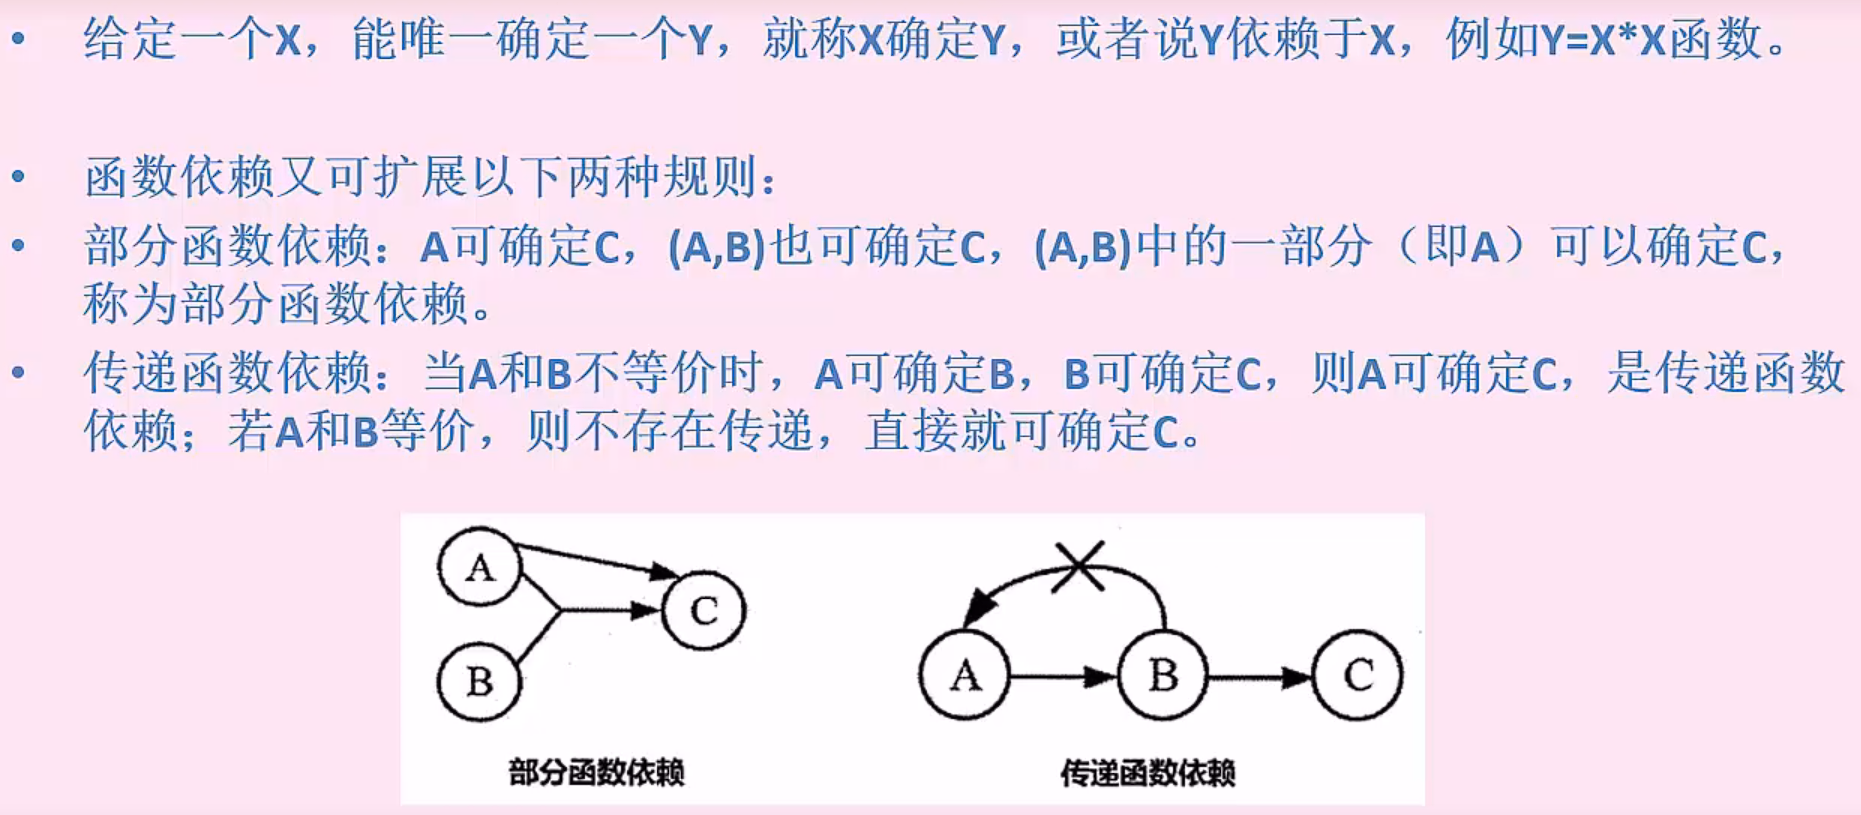 • 给定一个X，能唯一确定一个Y，就称X确定Y，或者说Y依赖于X，例如Y=X*X函数。
• 函数依赖又可扩展以下两种规则：
• 部分函数依赖：A可确定C，(A,B)也可确定C，(A,B)中的一部分（即A）可以确定C，
称为部分函数依赖。
• 传递函数依赖：当A和B不等价时，A可确定B，B可确定C，则A可确定C，是传递函数
依赖；若A和B等价，则不存在传递，直接就可确定C。
A
C
B
部分函数依赖
A
B
C
传递函数依赖